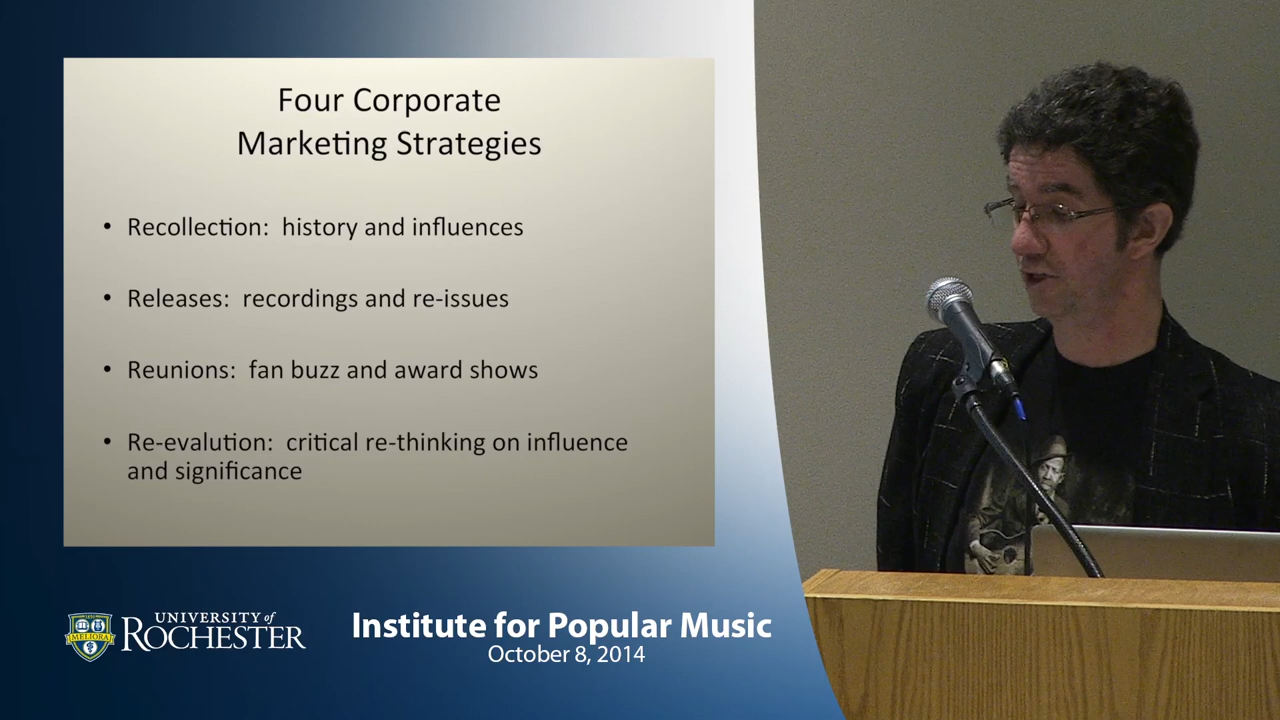 Four Corporate
Marketing Strategies
• Recollection: history and influences
• Releases: recordings and re-issues
• Reunions: fan buzz and award shows
• Re-evalution: critical re-thinking on influence
and significance
MELIORA
UNIVERSITY of
ROCHESTER
Institute for Popular Music
October 8, 2014